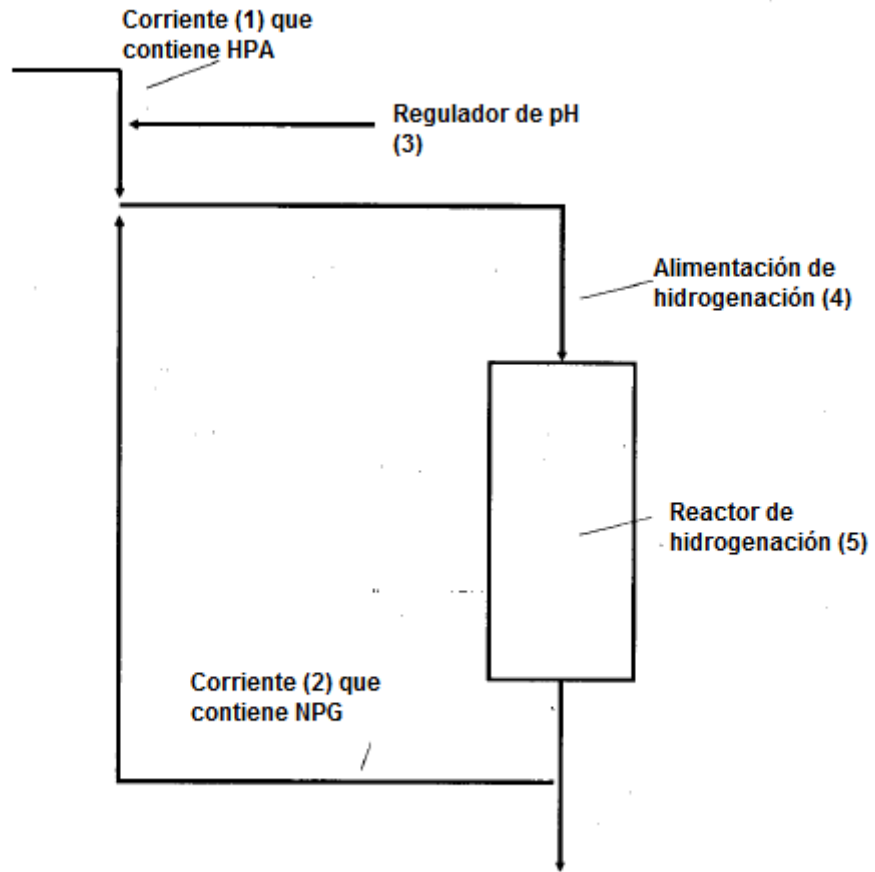 Corriente (1) que
contiene HPA
Regulador de pH
(3)
Alimentación de
hidrogenación (4)
Reactor de
hidrogenación (5)
Corriente (2) que
contiene NPG